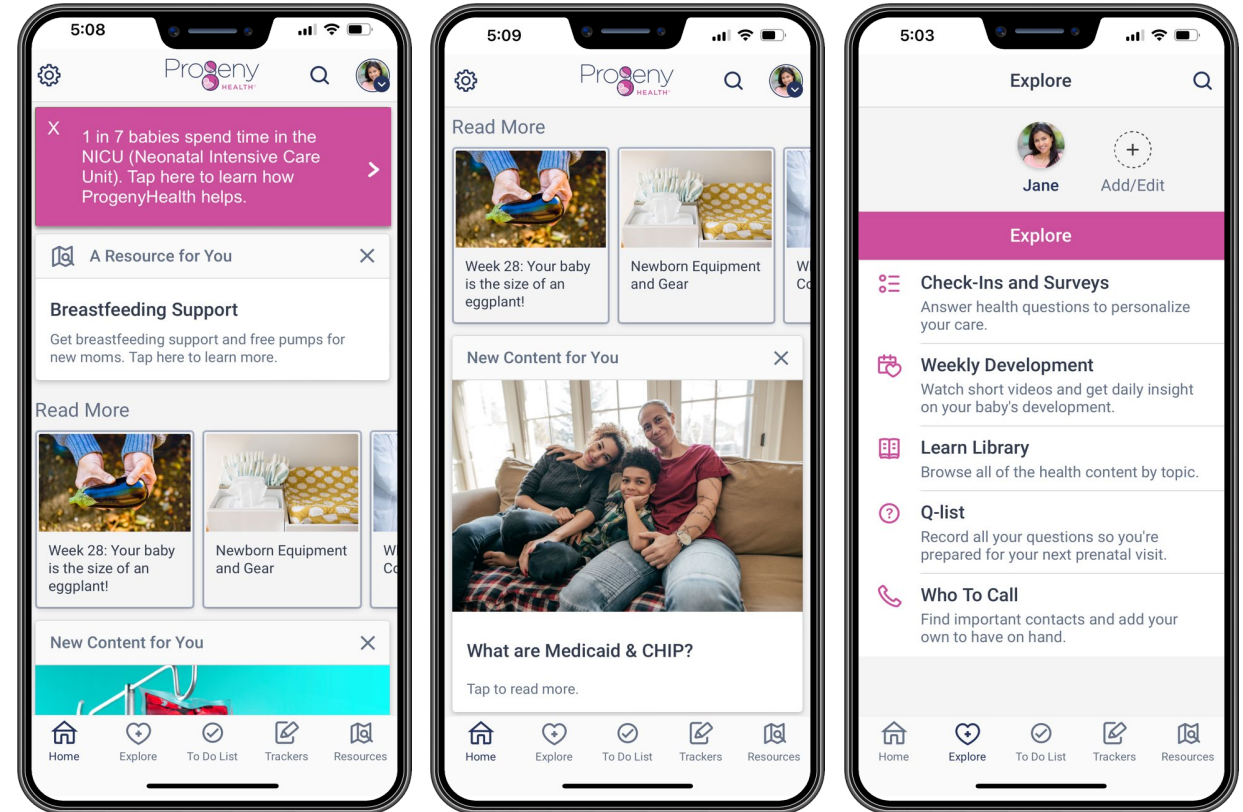 5:08
Progeny
HEALTH
X
1 in 7 babies spend time in the
NICU (Neonatal Intensive Care
Unit). Tap here to learn how
ProgenyHealth helps.
A Resource for You
Breastfeeding Support
Get breastfeeding support and free pumps for
new moms. Tap here to learn more.
Read More
Week 28: Your baby
is the size of an
eggplant!
Newborn Equipment
and Gear
W
Co
New Content for You
Home
Explore
To Do List
Trackers
Resources
5:09
Progeny
HEALTH
Read More
Week 28: Your baby
is the size of an
eggplant!
Newborn Equipment
and Gear
W
Co
New Content for You
What are Medicaid & CHIP?
Tap to read more.
Home
Explore
To Do List
Trackers
Resources
5:03
Explore
Jane
Add/Edit
Explore
Check-Ins and Surveys
Answer health questions to personalize
your care.
Weekly Development
Watch short videos and get daily insight
on your baby's development.
Learn Library
Browse all of the health content by topic.
Q-list
Record all your questions so you're
prepared for your next prenatal visit.
Who To Call
Find important contacts and add your
own to have on hand.
Home
Explore
To Do List
Trackers
Resources